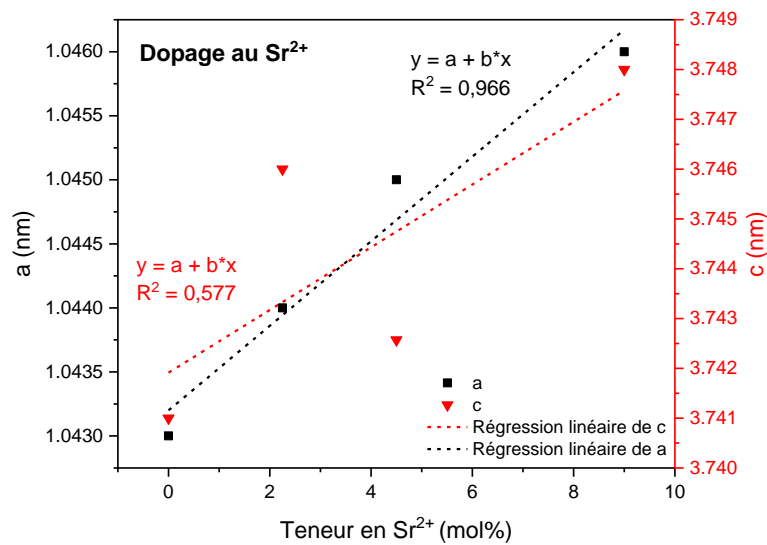 Dopage au Sr²⁺
y = a + b*x
R² = 0,966
y = a + b*x
R² = 0,577
a
c
Régression linéaire de c
Régression linéaire de a
a (nm)
1.0460
1.0455
1.0450
1.0445
1.0440
1.0435
1.0430
c (nm)
3.749
3.748
3.747
3.746
3.745
3.744
3.743
3.742
3.741
3.740
0 2 4 6 8 10
Teneur en Sr²⁺ (mol%)